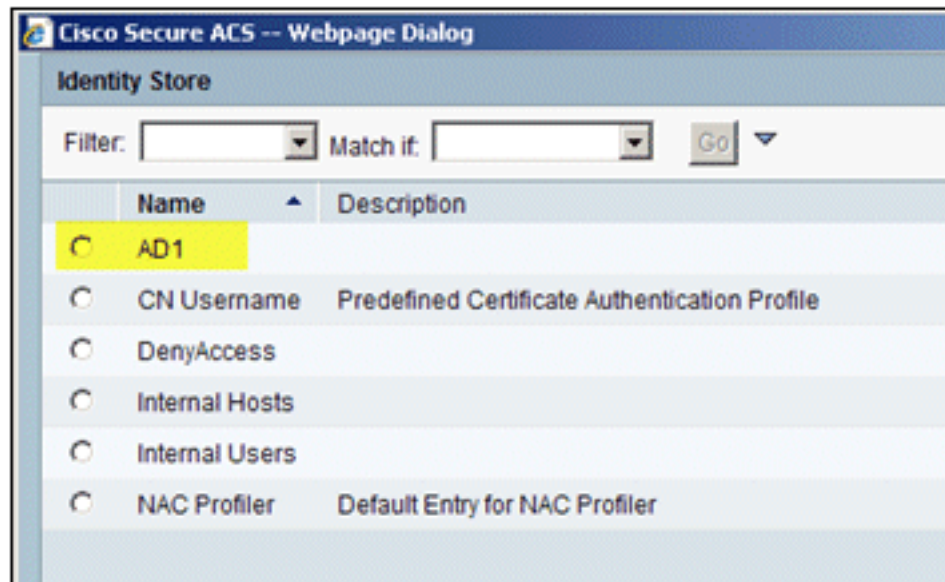 Cisco Secure ACS -- Webpage Dialog
Identity Store
Filter: Match if: Go
Name Description
AD1
CN Username Predefined Certificate Authentication Profile
DenyAccess
Internal Hosts
Internal Users
NAC Profiler Default Entry for NAC Profiler